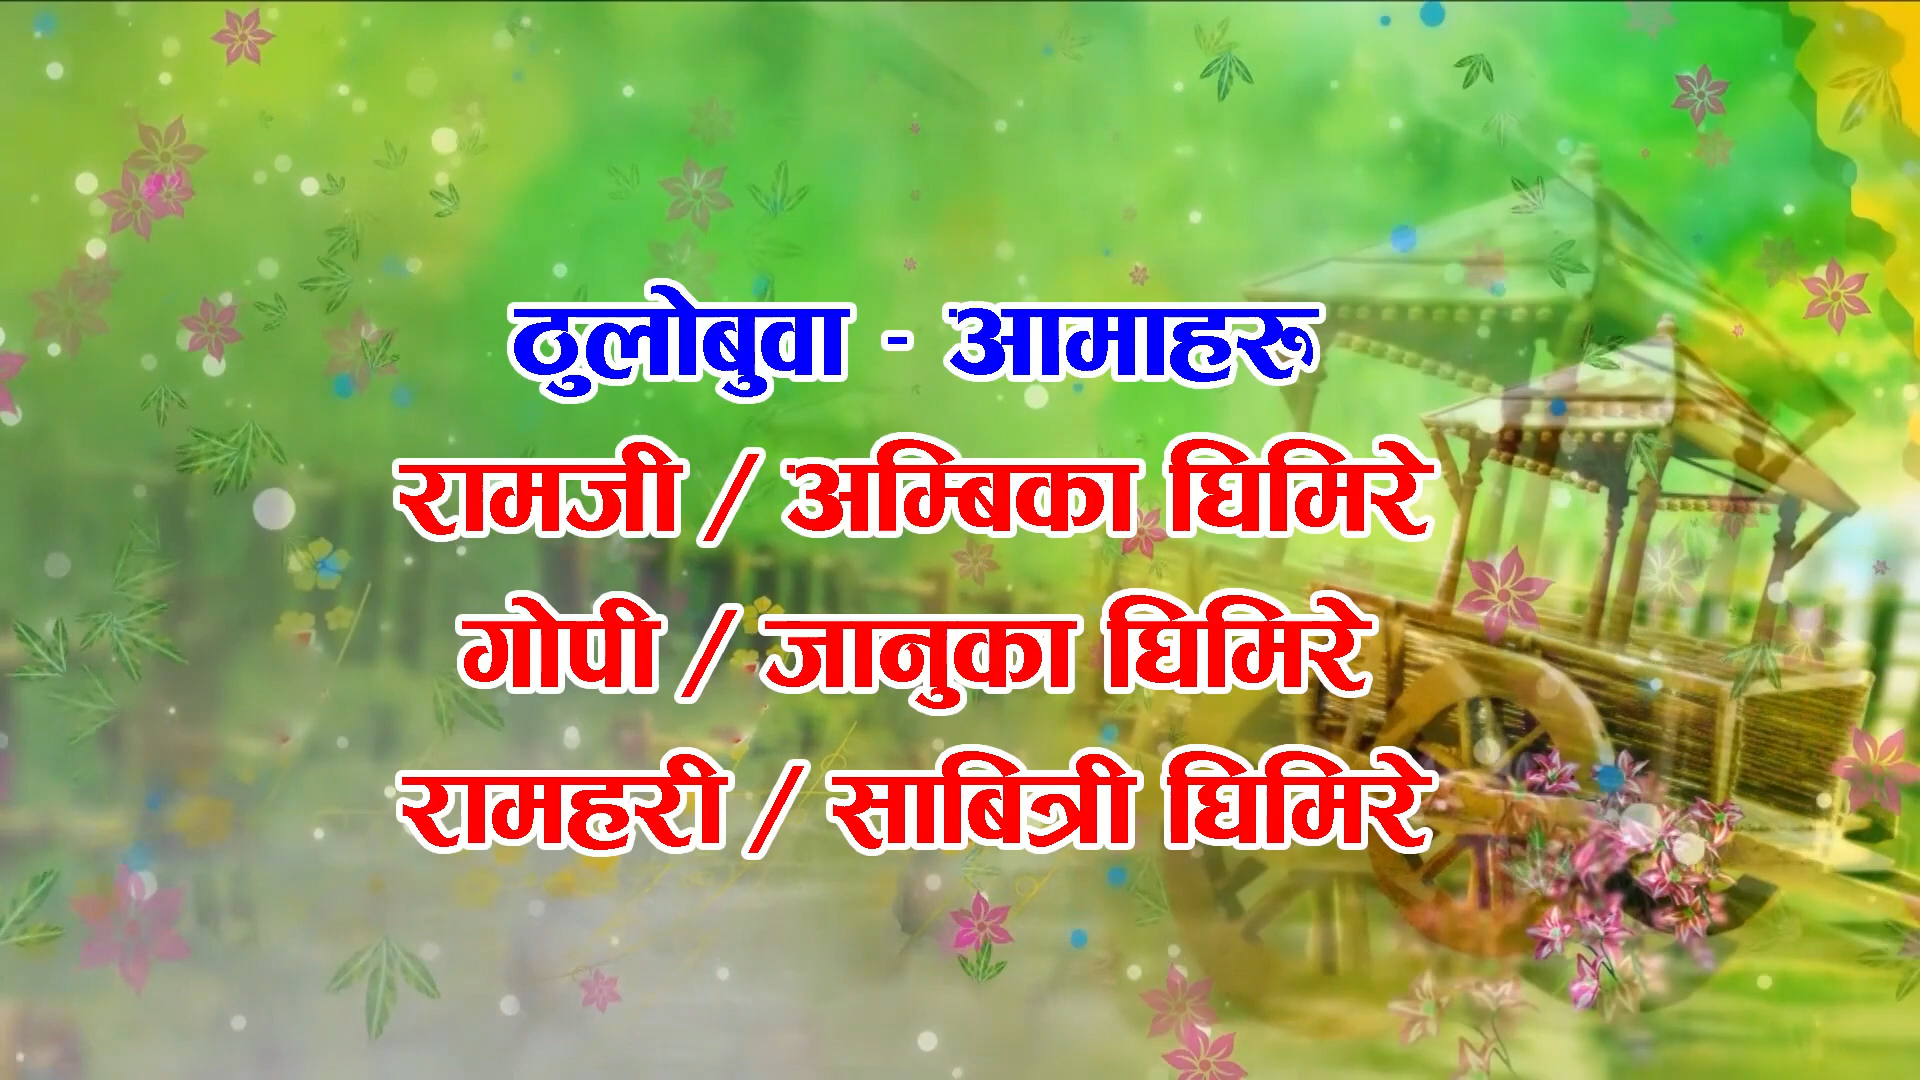 ठुलोबुवा - आमाहरू
रामजी / अम्बिका घिमिरे
गोपी / जानुका घिमिरे
रामहरी / साबित्री घिमिरे